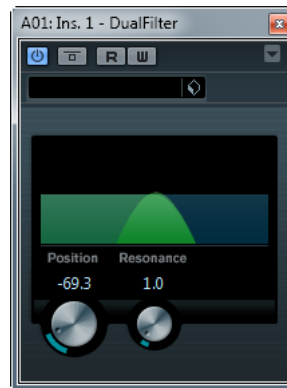 A01: Ins. 1 - DualFilter
R W
Position Resonance
-69.3 1.0